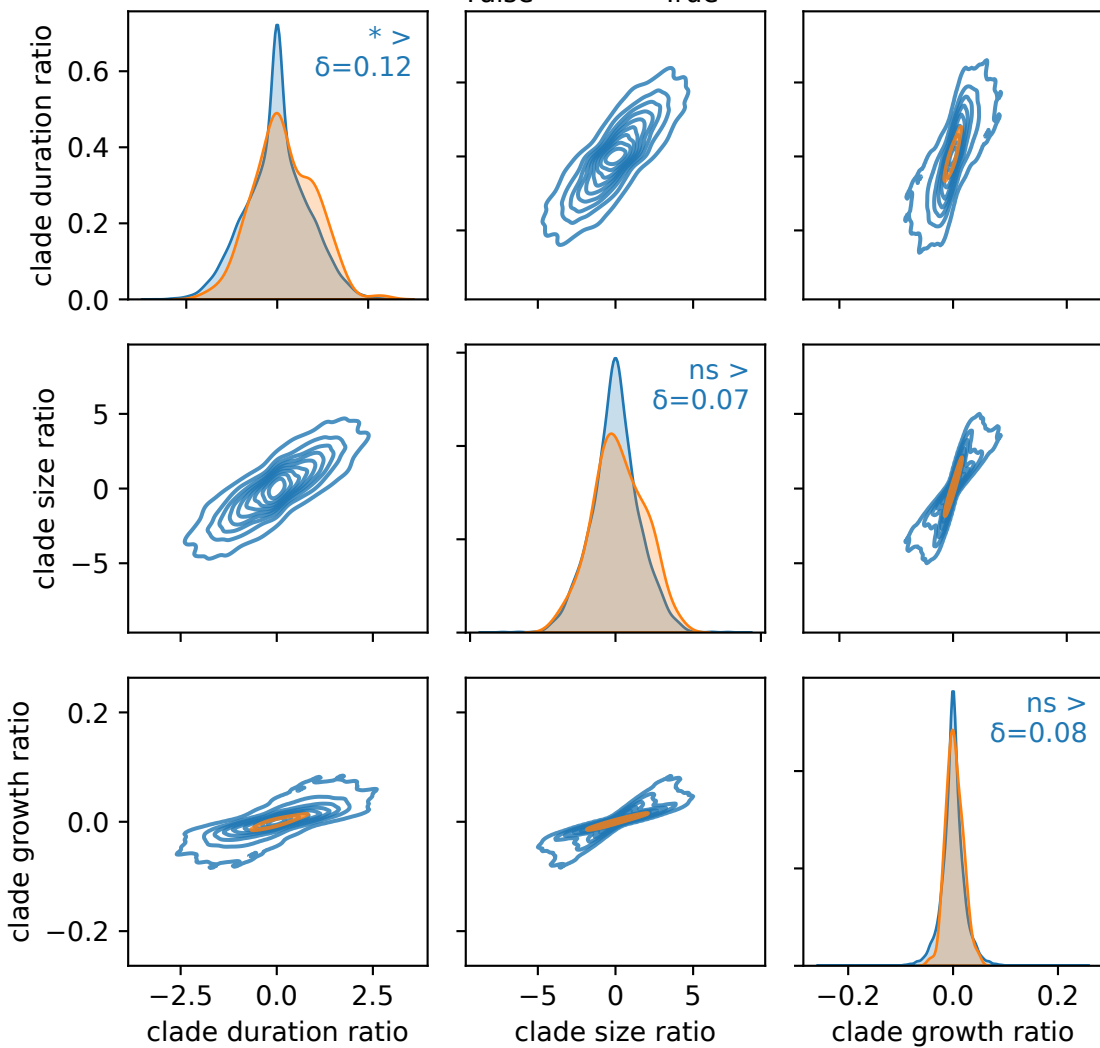 clade duration ratio
0.6
0.4
0.2
0.0
* >
δ=0.12
clade size ratio
5
0
−5
ns >
δ=0.07
clade growth ratio
0.2
0.0
−0.2
ns >
δ=0.08
−2.5 0.0 2.5
−5 0 5
−0.2 0.0 0.2
clade duration ratio
clade size ratio
clade growth ratio